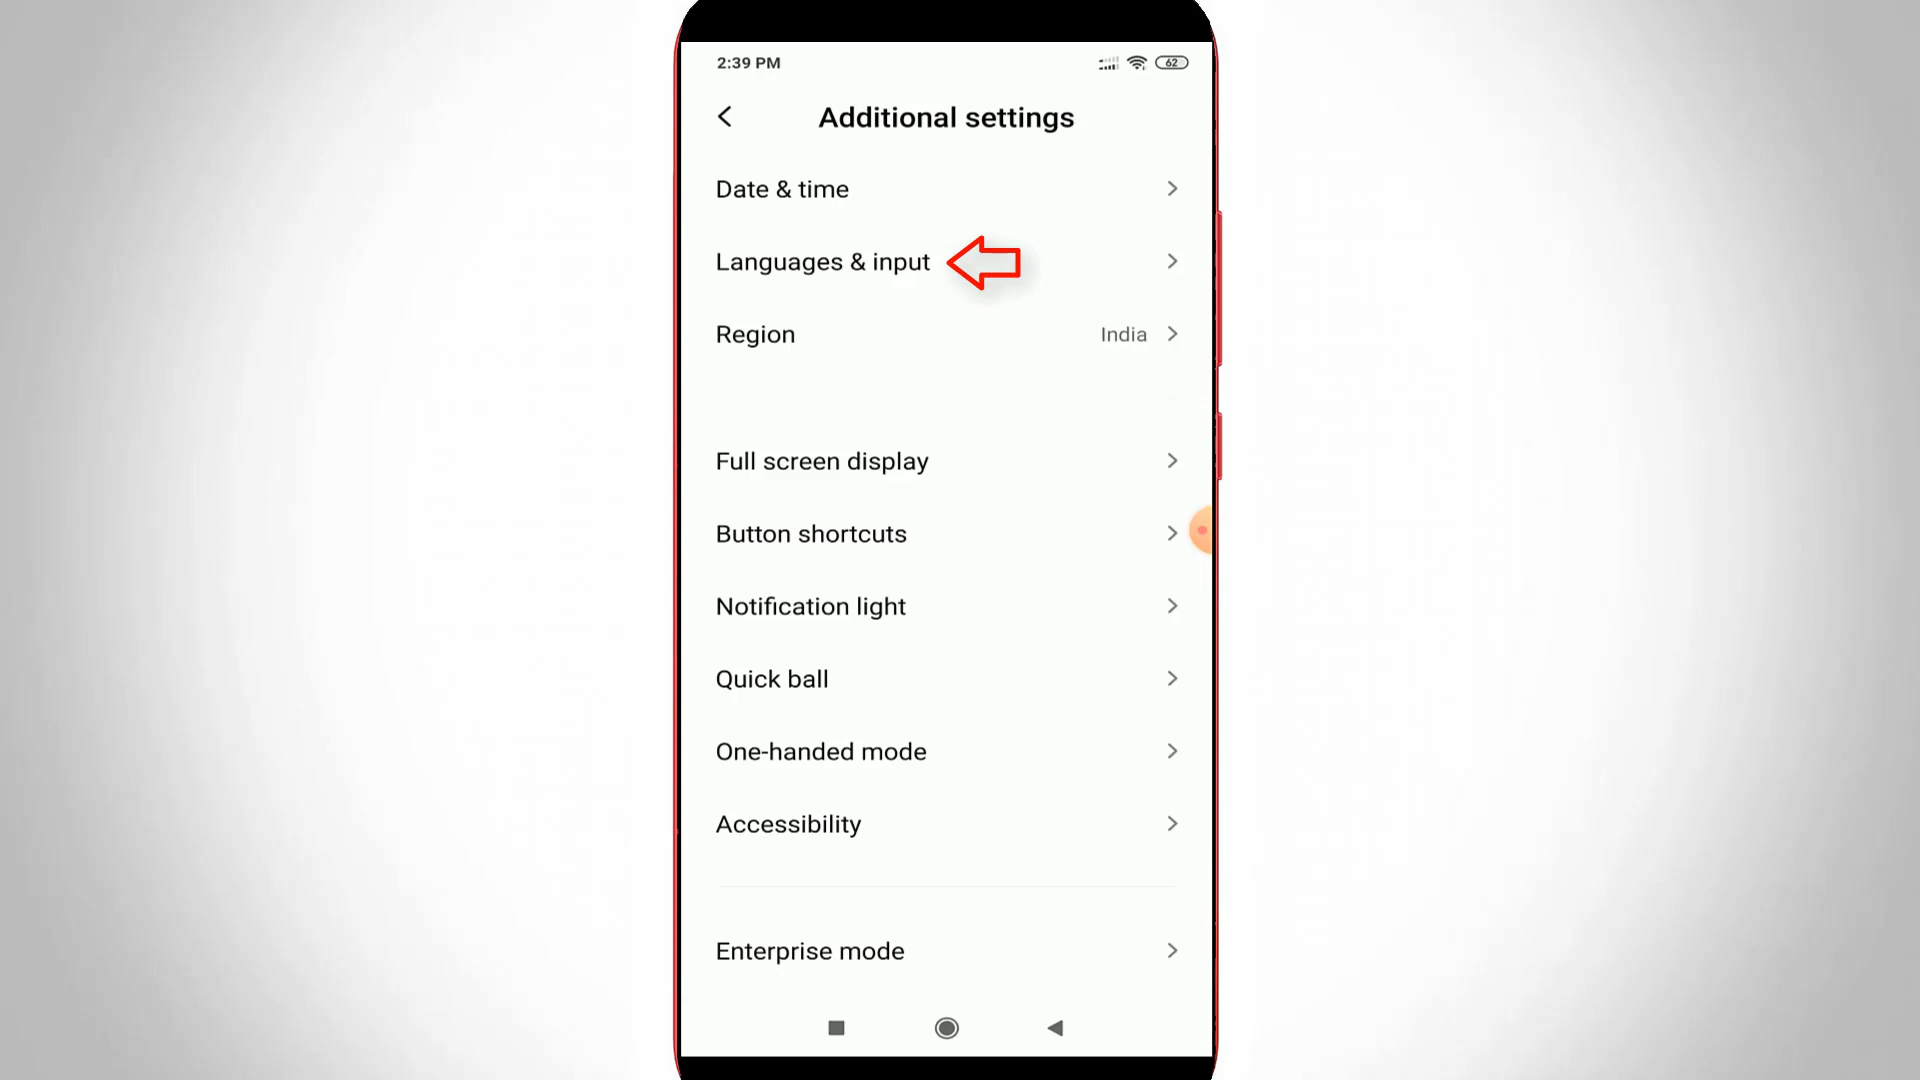 2:39 PM
62
Additional settings
Date & time
Languages & input
Region
India
Full screen display
Button shortcuts
Notification light
Quick ball
One-handed mode
Accessibility
Enterprise mode